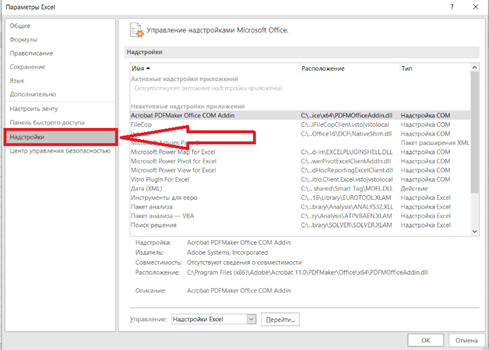 Параметры Excel
? ×
Общие
Формулы
Правописание
Сохранение
Язык
Дополнительно
Настроить ленту
Панель быстрого доступа
Надстройки
Центр управления безопасностью
Управление надстройками Microsoft Office.
Надстройки
Имя Расположение Тип
Активные надстройки приложений
Отсутствуют активные надстройки приложений
Неактивные надстройки приложений
Acrobat PDFMaker Office COM Addin C:\...ice\x64\PDFMOfficeAddin.dll Надстройка COM
FileCop C:\...\FileCopClient.vsto|vstolocal Надстройка COM
C:\...Office16\DCF\NativeShim.dll Надстройка COM
Microsoft Actions Pane 3 Пакет расширения XML
Microsoft Power Map for Excel C:\...d-in\EXCELPLUGINSHELL.DLL Надстройка COM
Microsoft Power Pivot for Excel C:\...werPivotExcelClientAddIn.dll Надстройка COM
Microsoft Power View for Excel C:\...dHocReportingExcelClient.dll Надстройка COM
Vitro PlugIn For Excel C:\...itro.Client.Excel.vsto|vstolocal Надстройка COM
Дата (XML) C:\... shared\Smart Tag\MOFL.DLL Действие
Инструменты для евро C:\...16\Library\EUROTOOL.XLAM Надстройка Excel
Пакет анализа C:\...brary\Analysis\ANALYS32.XLL Надстройка Excel
Пакет анализа — VBA C:\...ry\Analysis\ATPVBAEN.XLAM Надстройка Excel
Поиск решения C:\...brary\SOLVER\SOLVER.XLAM Надстройка Excel
Надстройка: Acrobat PDFMaker Office COM Addin
Издатель: Adobe Systems, Incorporated
Совместимость: Отсутствуют сведения о совместимости
Расположение: C:\Program Files (x86)\Adobe\Acrobat 11.0\PDFMaker\Office\x64\PDFMOfficeAddin.dll
Описание: Acrobat PDFMaker Office COM Addin
Управление: Надстройки Excel Перейти...
ОК Отмена